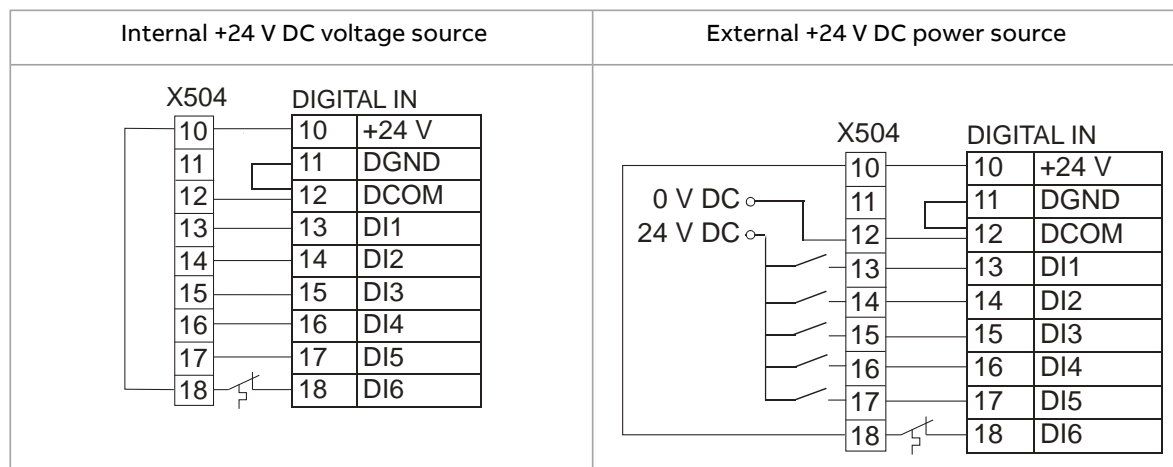 Internal +24 V DC voltage source
External +24 V DC power source
X504 DIGITAL IN
10 10 +24 V
11 11 DGND
12 12 DCOM
13 13 DI1
14 14 DI2
15 15 DI3
16 16 DI4
17 17 DI5
18 18 DI6
X504 DIGITAL IN
10 10 +24 V
0 V DC 11 11 DGND
24 V DC 12 12 DCOM
13 13 DI1
14 14 DI2
15 15 DI3
16 16 DI4
17 17 DI5
18 18 DI6